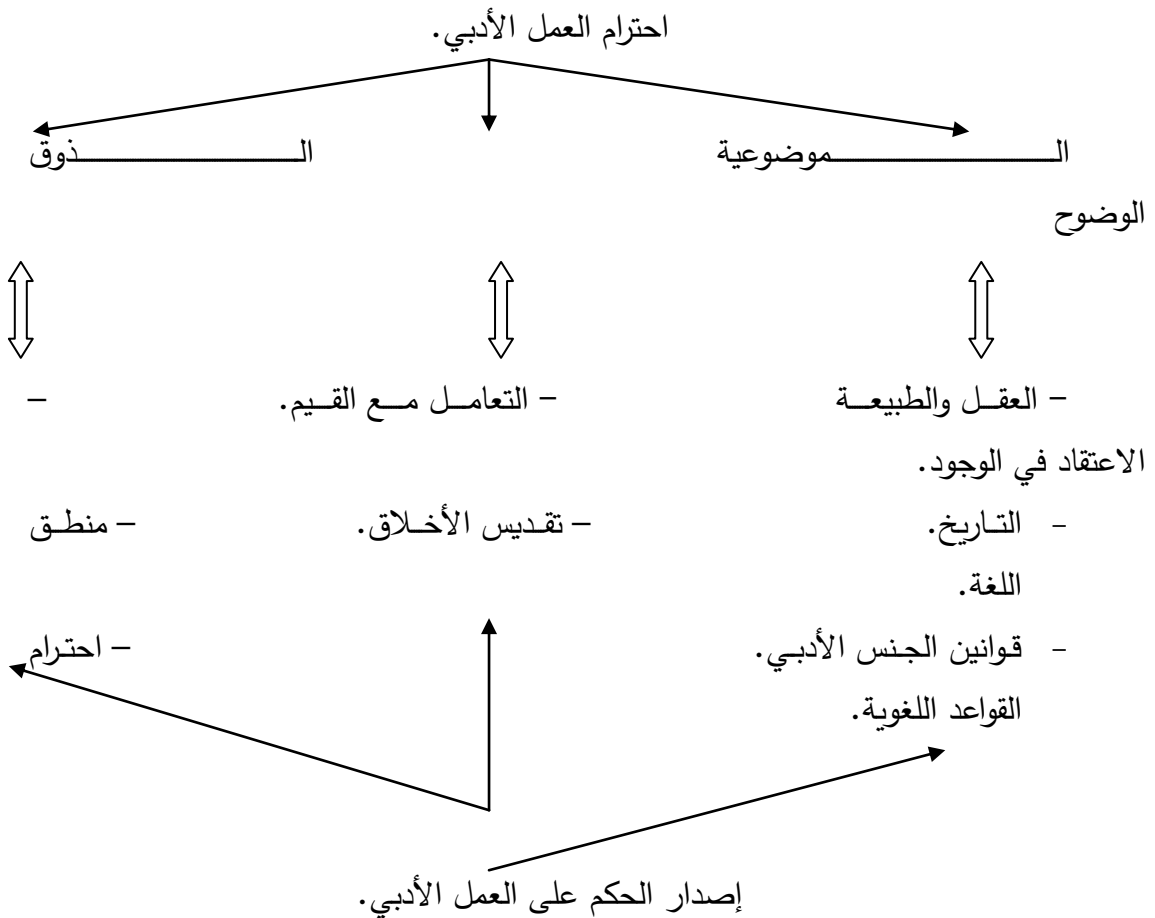 احترام العمل الأدبي.
الموضوعية الذوق
الوضوح
– العقل والطبيعة – التعامل مع القيم. –
الاعتقاد في الوجود.
- التاريخ. – تقديس الأخلاق. – منطق
اللغة.
- قوانين الجنس الأدبي. – احترام
القواعد اللغوية.
إصدار الحكم على العمل الأدبي.